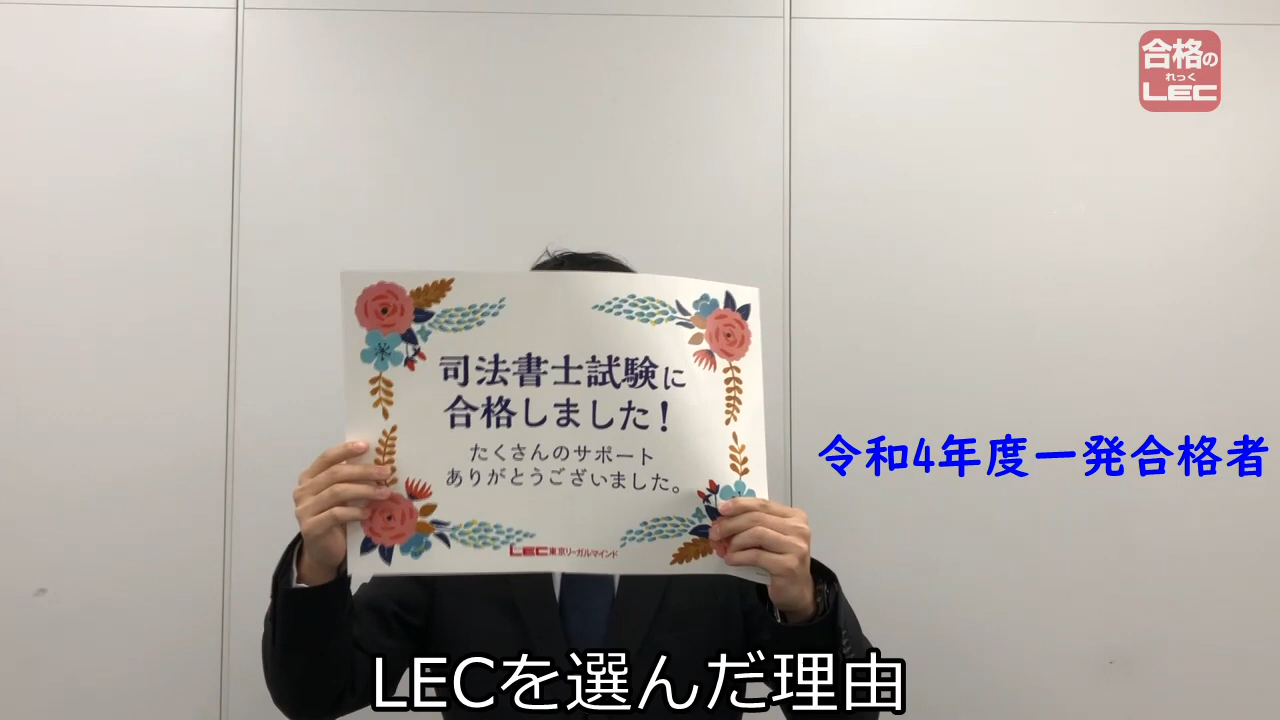 合格の
れっく
LEC
司法書士試験に
合格しました!
たくさんのサポート
ありがとうございました。
LEC東京リーガルマインド
令和4年度一発合格者
LECを選んだ理由